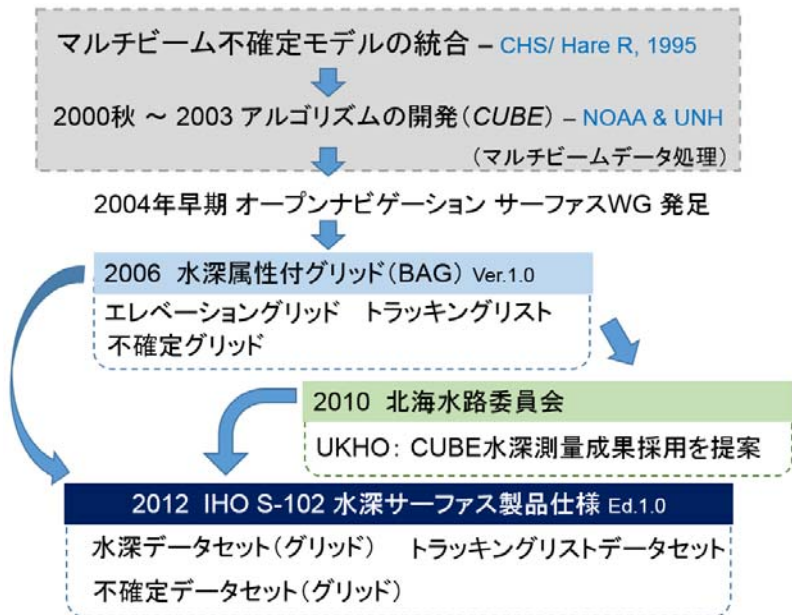 マルチビーム不確定モデルの統合 – CHS/ Hare R, 1995
2000秋 ～ 2003 アルゴリズムの開発(CUBE) – NOAA & UNH
(マルチビームデータ処理)
2004年早期 オープンナビゲーション サーファスWG 発足
2006 水深属性付グリッド(BAG) Ver.1.0
エレベーショングリッド トラッキングリスト
不確定グリッド
2010 北海水路委員会
UKHO: CUBE水深測量成果採用を提案
2012 IHO S-102 水深サーファス製品仕様 Ed.1.0
水深データセット(グリッド) トラッキングリストデータセット
不確定データセット(グリッド)